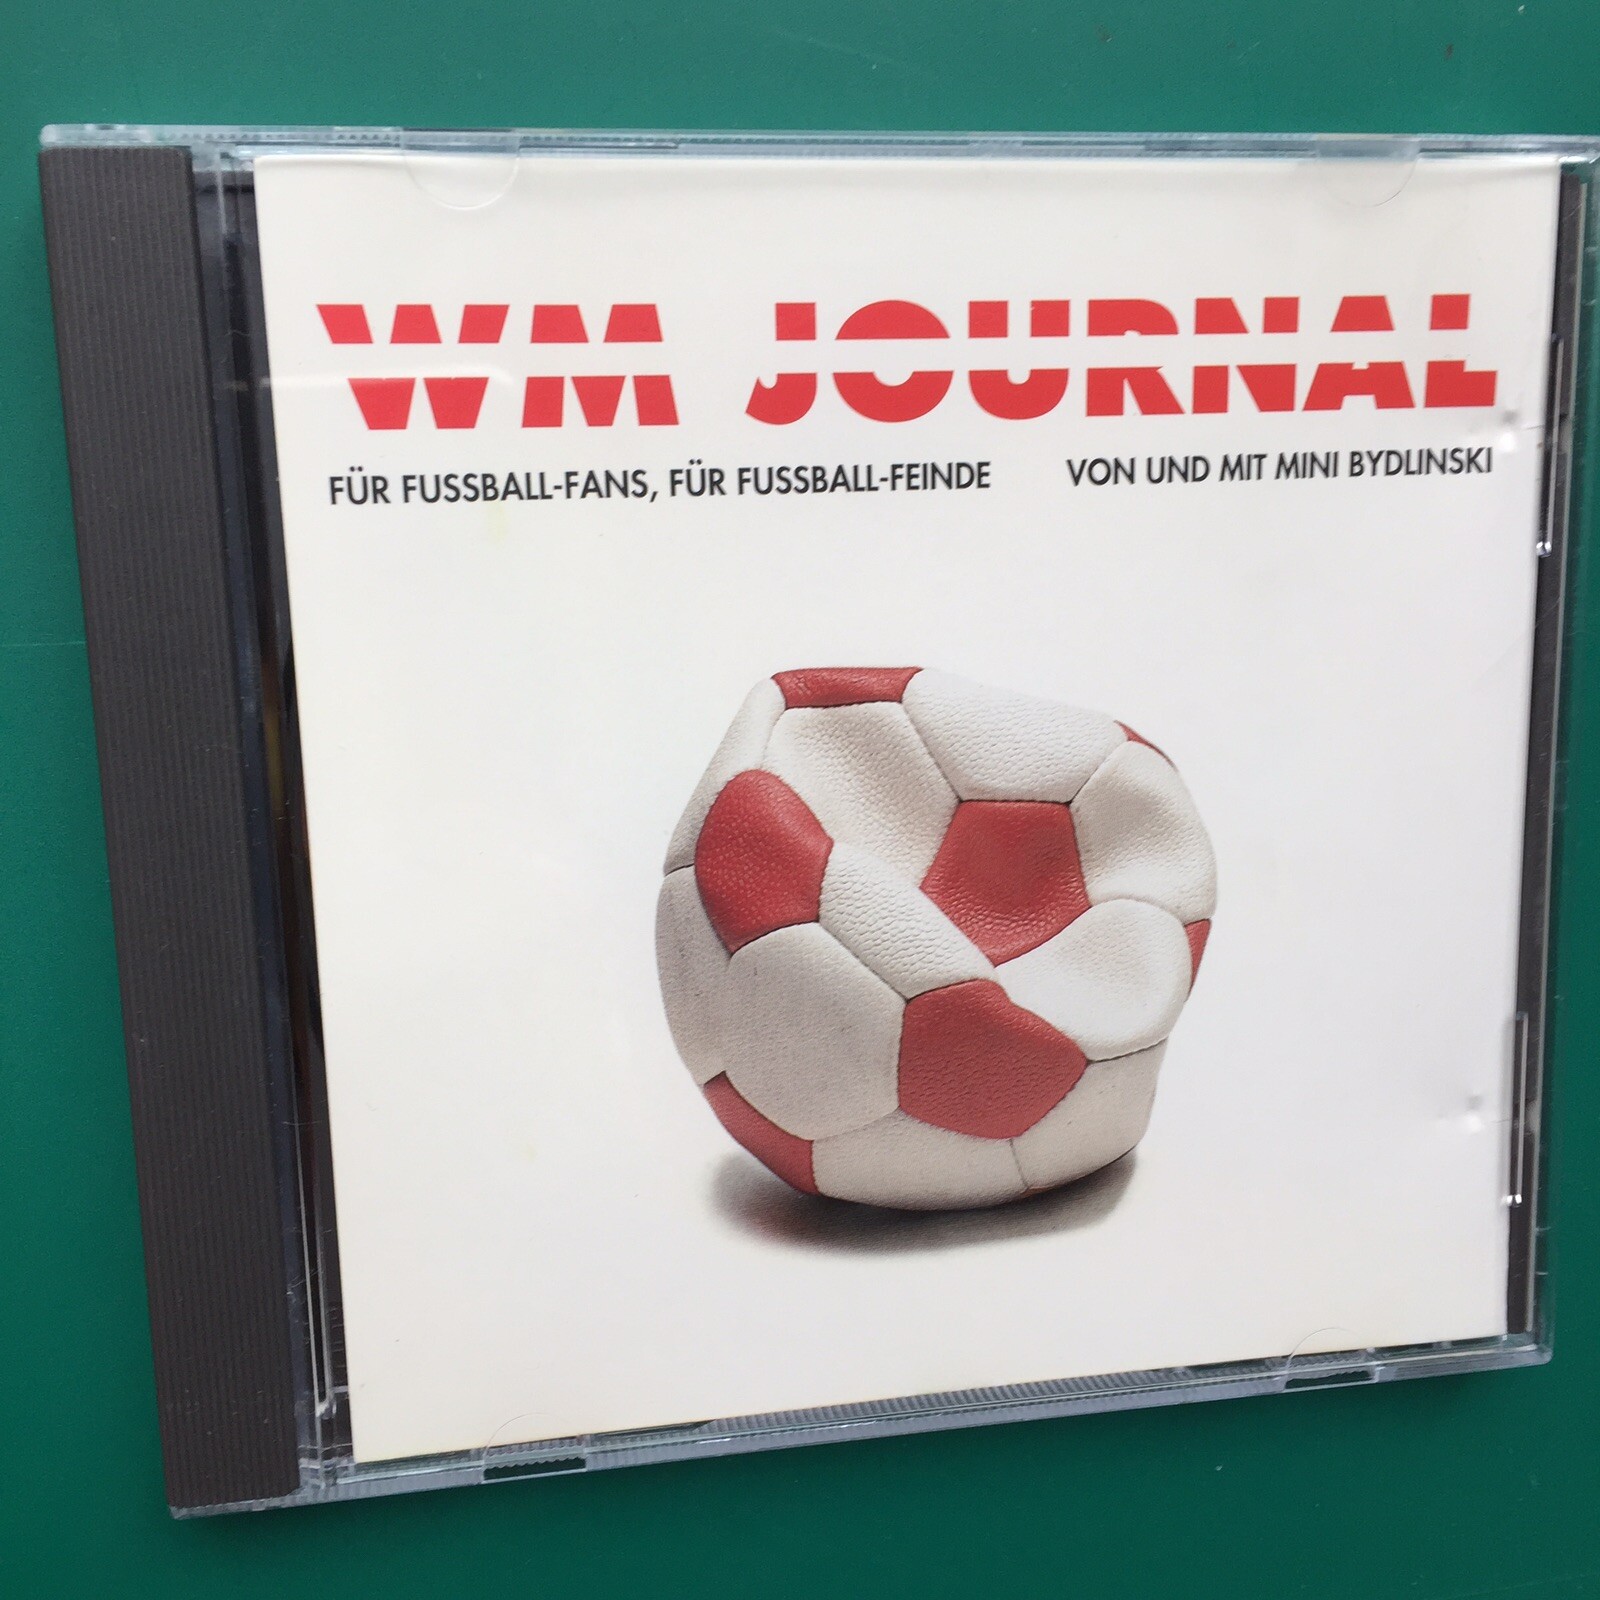 WM JOURNAL
FÜR FUSSBALL-FANS, FÜR FUSSBALL-FEINDE VON UND MIT MINI BYDLINSKI